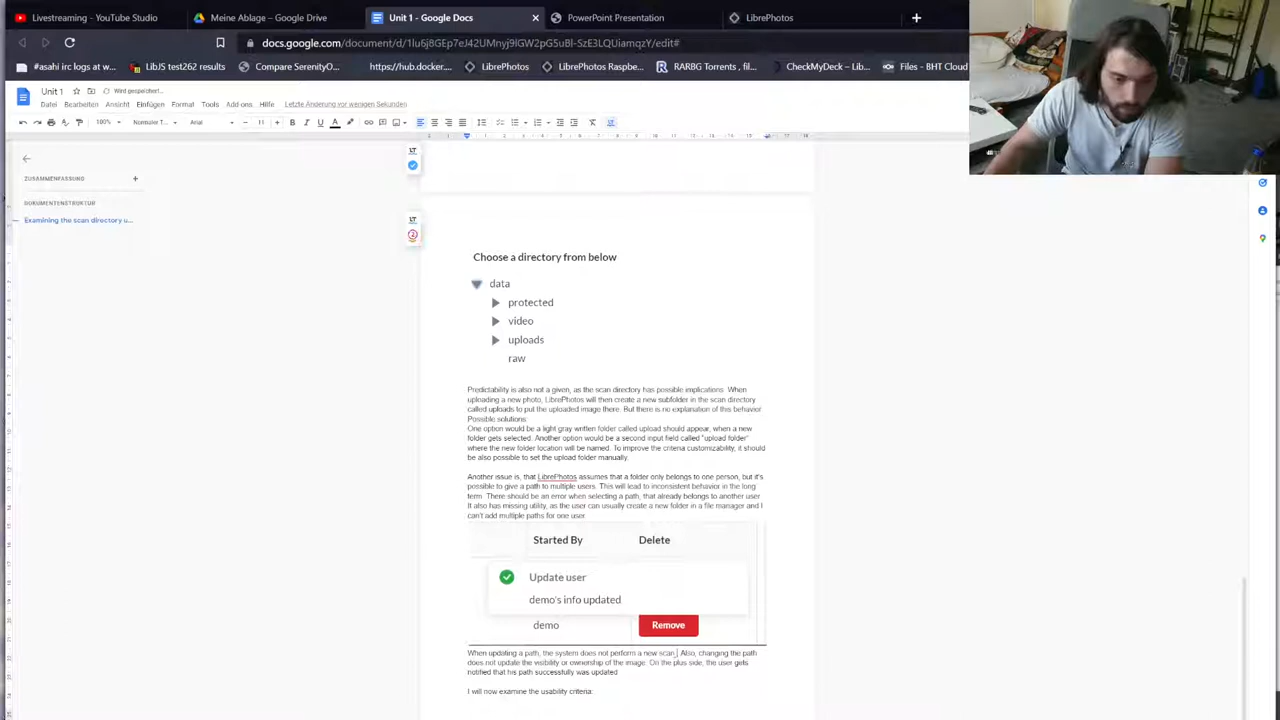 Livestreaming - YouTube Studio
Meine Ablage – Google Drive
Unit 1 - Google Docs
PowerPoint Presentation
LibrePhotos
#asahi irc logs at w...
LibJS test262 results
Compare SerenityO...
https://hub.docker....
LibrePhotos
LibrePhotos Raspbe...
RARBG Torrents , fil...
CheckMyDeck – Lib...
Files - BHT Cloud
Unit 1
Wird gespeichert...
Datei Bearbeiten Ansicht Einfügen Format Tools Add-ons Hilfe Letzte Änderung vor wenigen Sekunden
100% Normaler T... Arial 11
ZUSAMMENFASSUNG
DOKUMENTENSTRUKTUR
Examining the scan directory u...
Choose a directory from below
data
protected
video
uploads
raw
Predictability is also not a given, as the scan directory has possible implications. When
uploading a new photo, LibrePhotos will then create a new subfolder in the scan directory
called uploads to put the uploaded image there. But there is no explanation of this behavior
Possible solutions:
One option would be a light gray written folder called upload should appear, when a new
folder gets selected. Another option would be a second input field called "upload folder"
where the new folder location will be named. To improve the criteria customizability, it should
be also possible to set the upload folder manually.
Another issue is, that LibrePhotos assumes that a folder only belongs to one person, but it's
possible to give a path to multiple users. This will lead to inconsistent behavior in the long
term. There should be an error when selecting a path, that already belongs to another user.
It also has missing utility, as the user can usually create a new folder in a file manager and I
can't add multiple paths for one user.
Started By Delete
Update user
demo's info updated
demo Remove
When updating a path, the system does not perform a new scan. Also, changing the path
does not update the visibility or ownership of the image. On the plus side, the user gets
notified that his path successfully was updated
I will now examine the usability criteria: